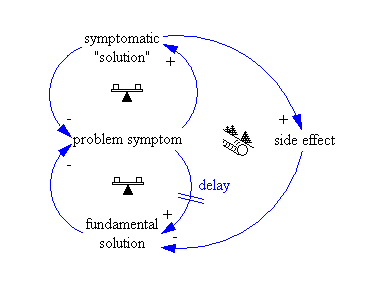 symptomatic
"solution"
+
-
+
problem symptom
side effect
-
delay
+
fundamental
-
solution